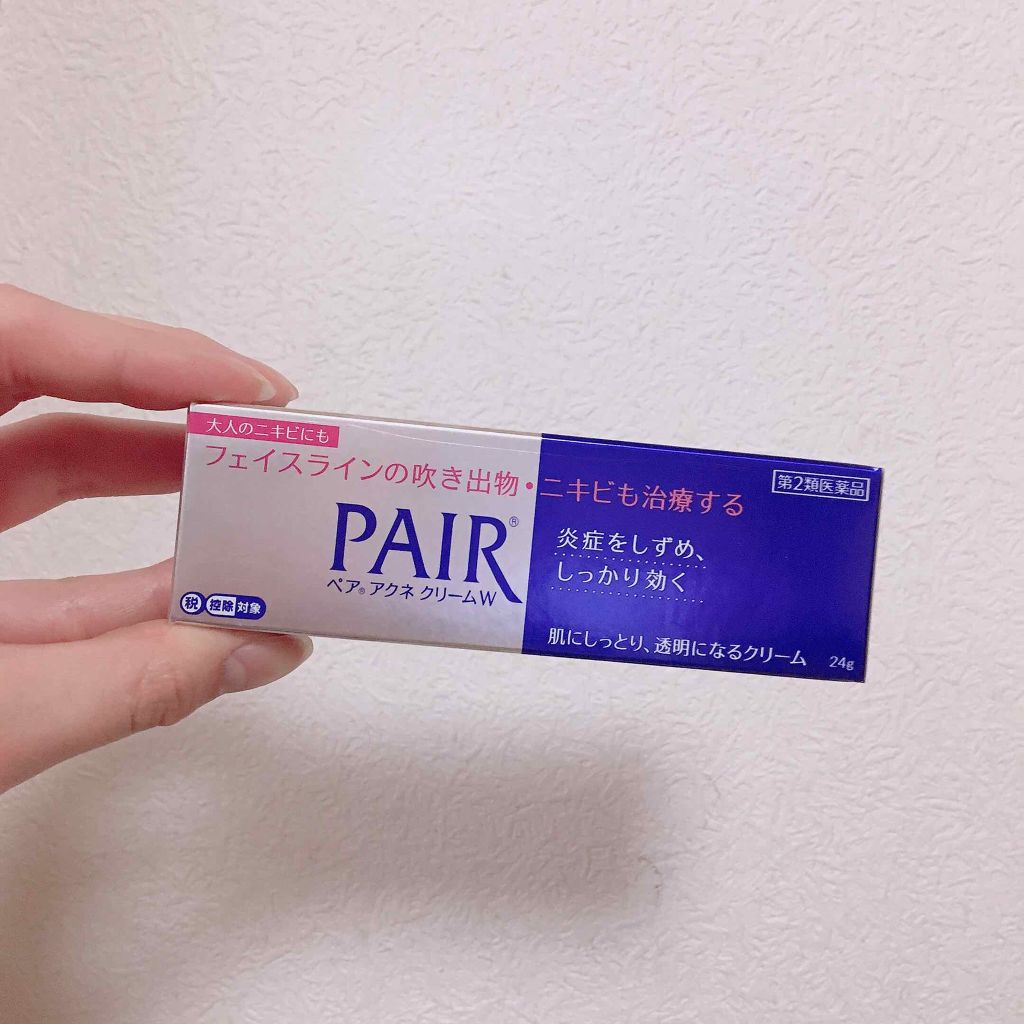 大人のニキビにも
フェイスラインの吹き出物・ニキビも治療する
第2類医薬品
PAIR®
ペア® アクネ クリームW
炎症をしずめ、
しっかり効く
税 控除対象
肌にしっとり、透明になるクリーム 24g